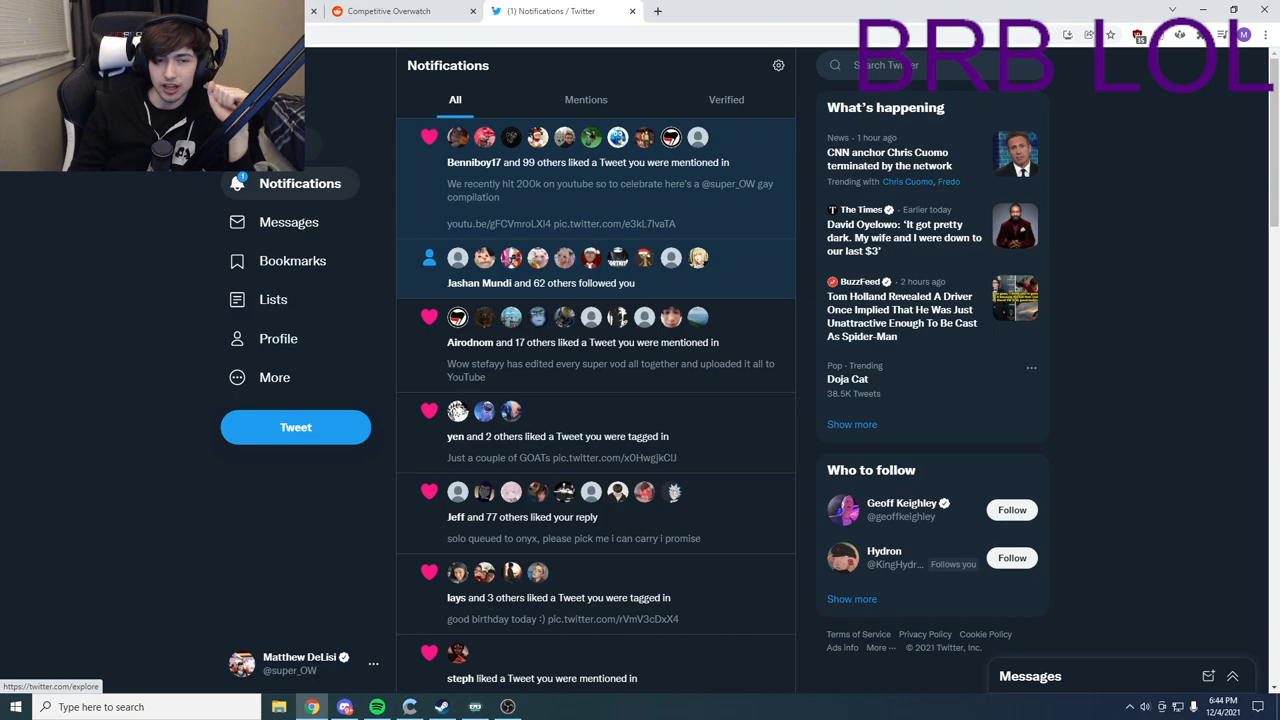 Competitive Overwatch
(1) Notifications / Twitter
M
35
BRB LOL
Notifications
All
Mentions
Verified
Benniboy17 and 99 others liked a Tweet you were mentioned in
We recently hit 200k on youtube so to celebrate here's a @super_OW gay
compilation
youtu.be/gFCVmroLXI4 pic.twitter.com/e3kL7lvaTA
Jashan Mundi and 62 others followed you
Airodnom and 17 others liked a Tweet you were mentioned in
Wow stefayy has edited every super vod all together and uploaded it all to
YouTube
yen and 2 others liked a Tweet you were tagged in
Just a couple of GOATs pic.twitter.com/x0HwgjkClJ
Jeff and 77 others liked your reply
solo queued to onyx, please pick me i can carry i promise
lays and 3 others liked a Tweet you were tagged in
good birthday today :) pic.twitter.com/rVmV3cDxX4
steph liked a Tweet you were mentioned in
1
Notifications
Messages
Bookmarks
Lists
Profile
More
Tweet
Matthew DeLisi
@super_OW
https://twitter.com/explore
Search Twitter
What's happening
News · 1 hour ago
CNN anchor Chris Cuomo
terminated by the network
Trending with Chris Cuomo, Fredo
The Times · Earlier today
David Oyelowo: ‘It got pretty
dark. My wife and I were down to
our last $3’
BuzzFeed · 2 hours ago
Tom Holland Revealed A Driver
Once Implied That He Was Just
Unattractive Enough To Be Cast
As Spider-Man
Pop · Trending
Doja Cat
38.5K Tweets
Show more
Who to follow
Geoff Keighley
@geoffkeighley
Follow
Hydron
@KingHydr... Follows you
Follow
Show more
Terms of Service Privacy Policy Cookie Policy
Ads info More ··· © 2021 Twitter, Inc.
Messages
Type here to search
6:44 PM
12/4/2021